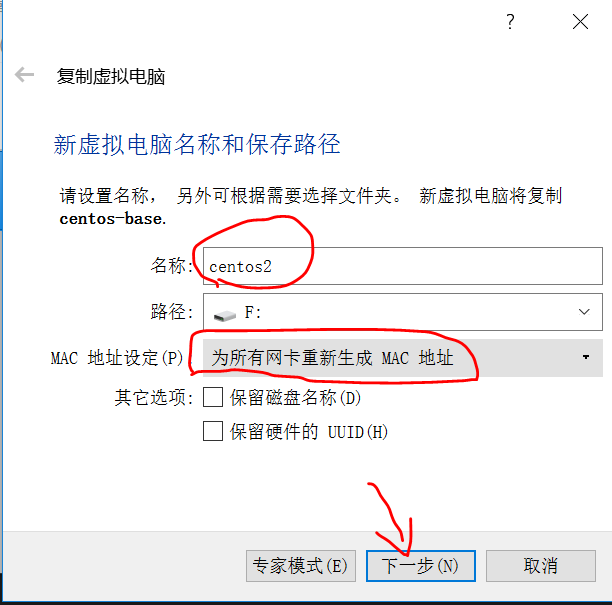 ?
复制虚拟电脑
新虚拟电脑名称和保存路径
请设置名称， 另外可根据需要选择文件夹。 新虚拟电脑将复制
centos-base.
名称: centos2
路径: F:
MAC 地址设定(P) 为所有网卡重新生成 MAC 地址
其它选项: 保留磁盘名称(D)
保留硬件的 UUID(H)
专家模式(E) 下一步(N) 取消